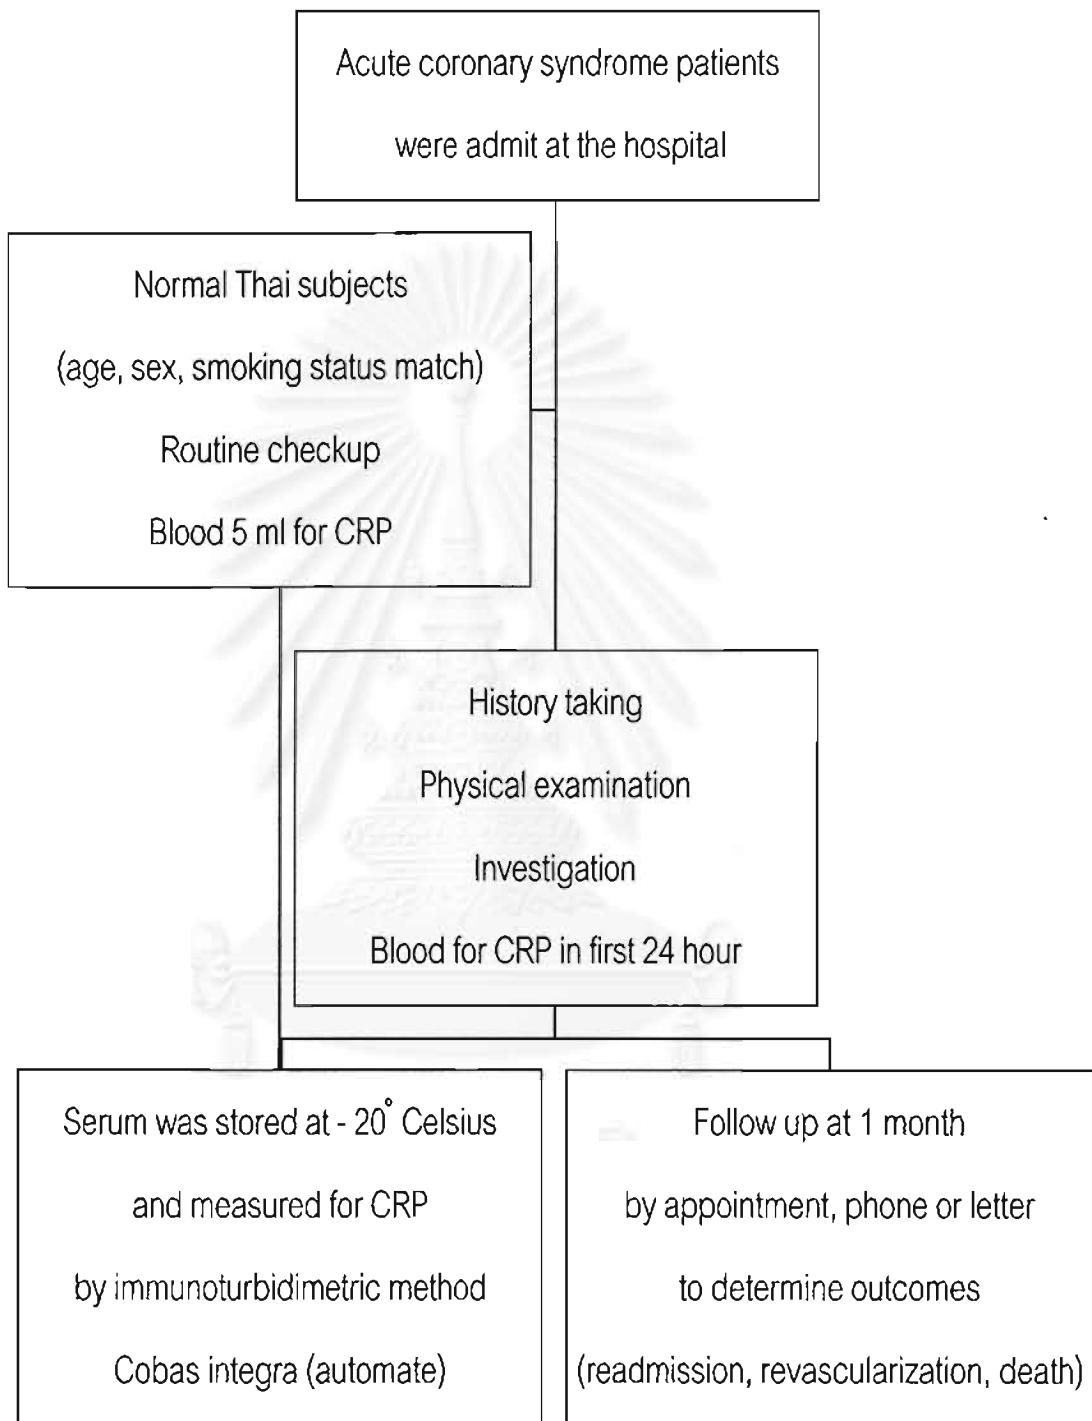 Acute coronary syndrome patients
were admit at the hospital
Normal Thai subjects
(age, sex, smoking status match)
Routine checkup
Blood 5 ml for CRP
History taking
Physical examination
Investigation
Blood for CRP in first 24 hour
Serum was stored at - 20° Celsius
and measured for CRP
by immunoturbidimetric method
Cobas integra (automate)
Follow up at 1 month
by appointment, phone or letter
to determine outcomes
(readmission, revascularization, death)